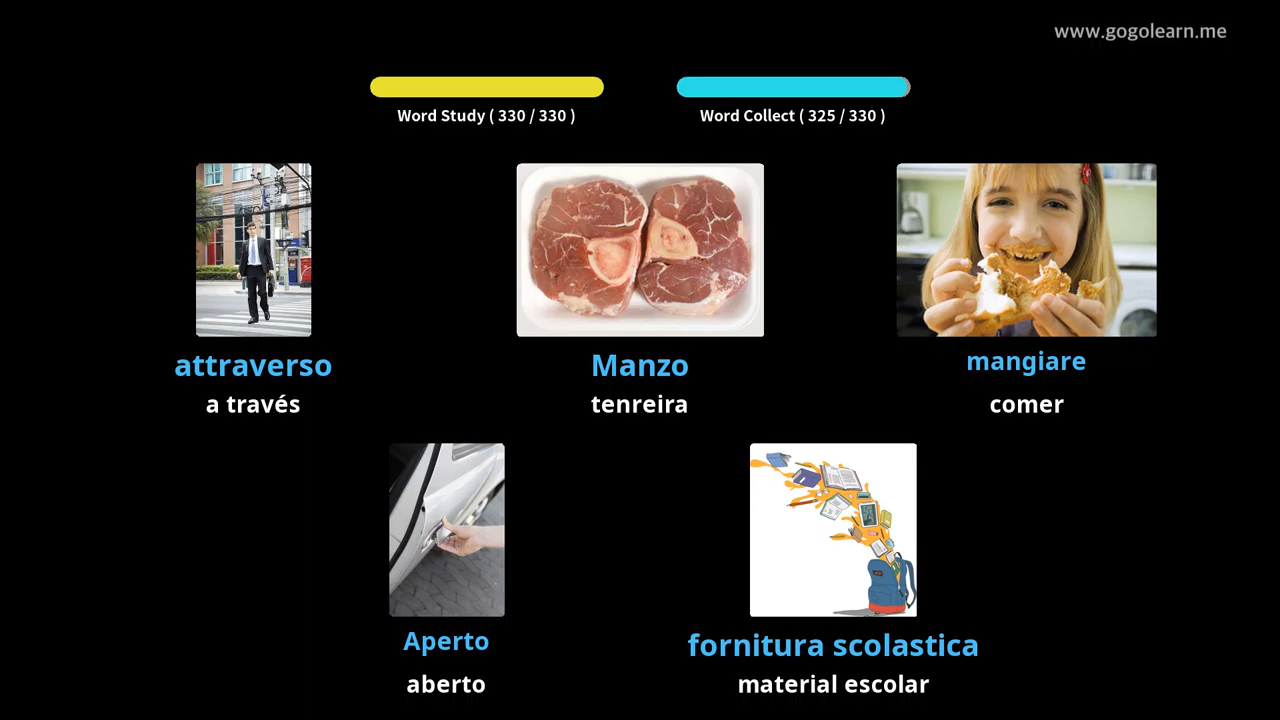 www.gogolearn.me
Word Study ( 330 / 330 )
Word Collect ( 325 / 330 )
attraverso
a través
Manzo
tenreira
mangiare
comer
Aperto
aberto
fornitura scolastica
material escolar